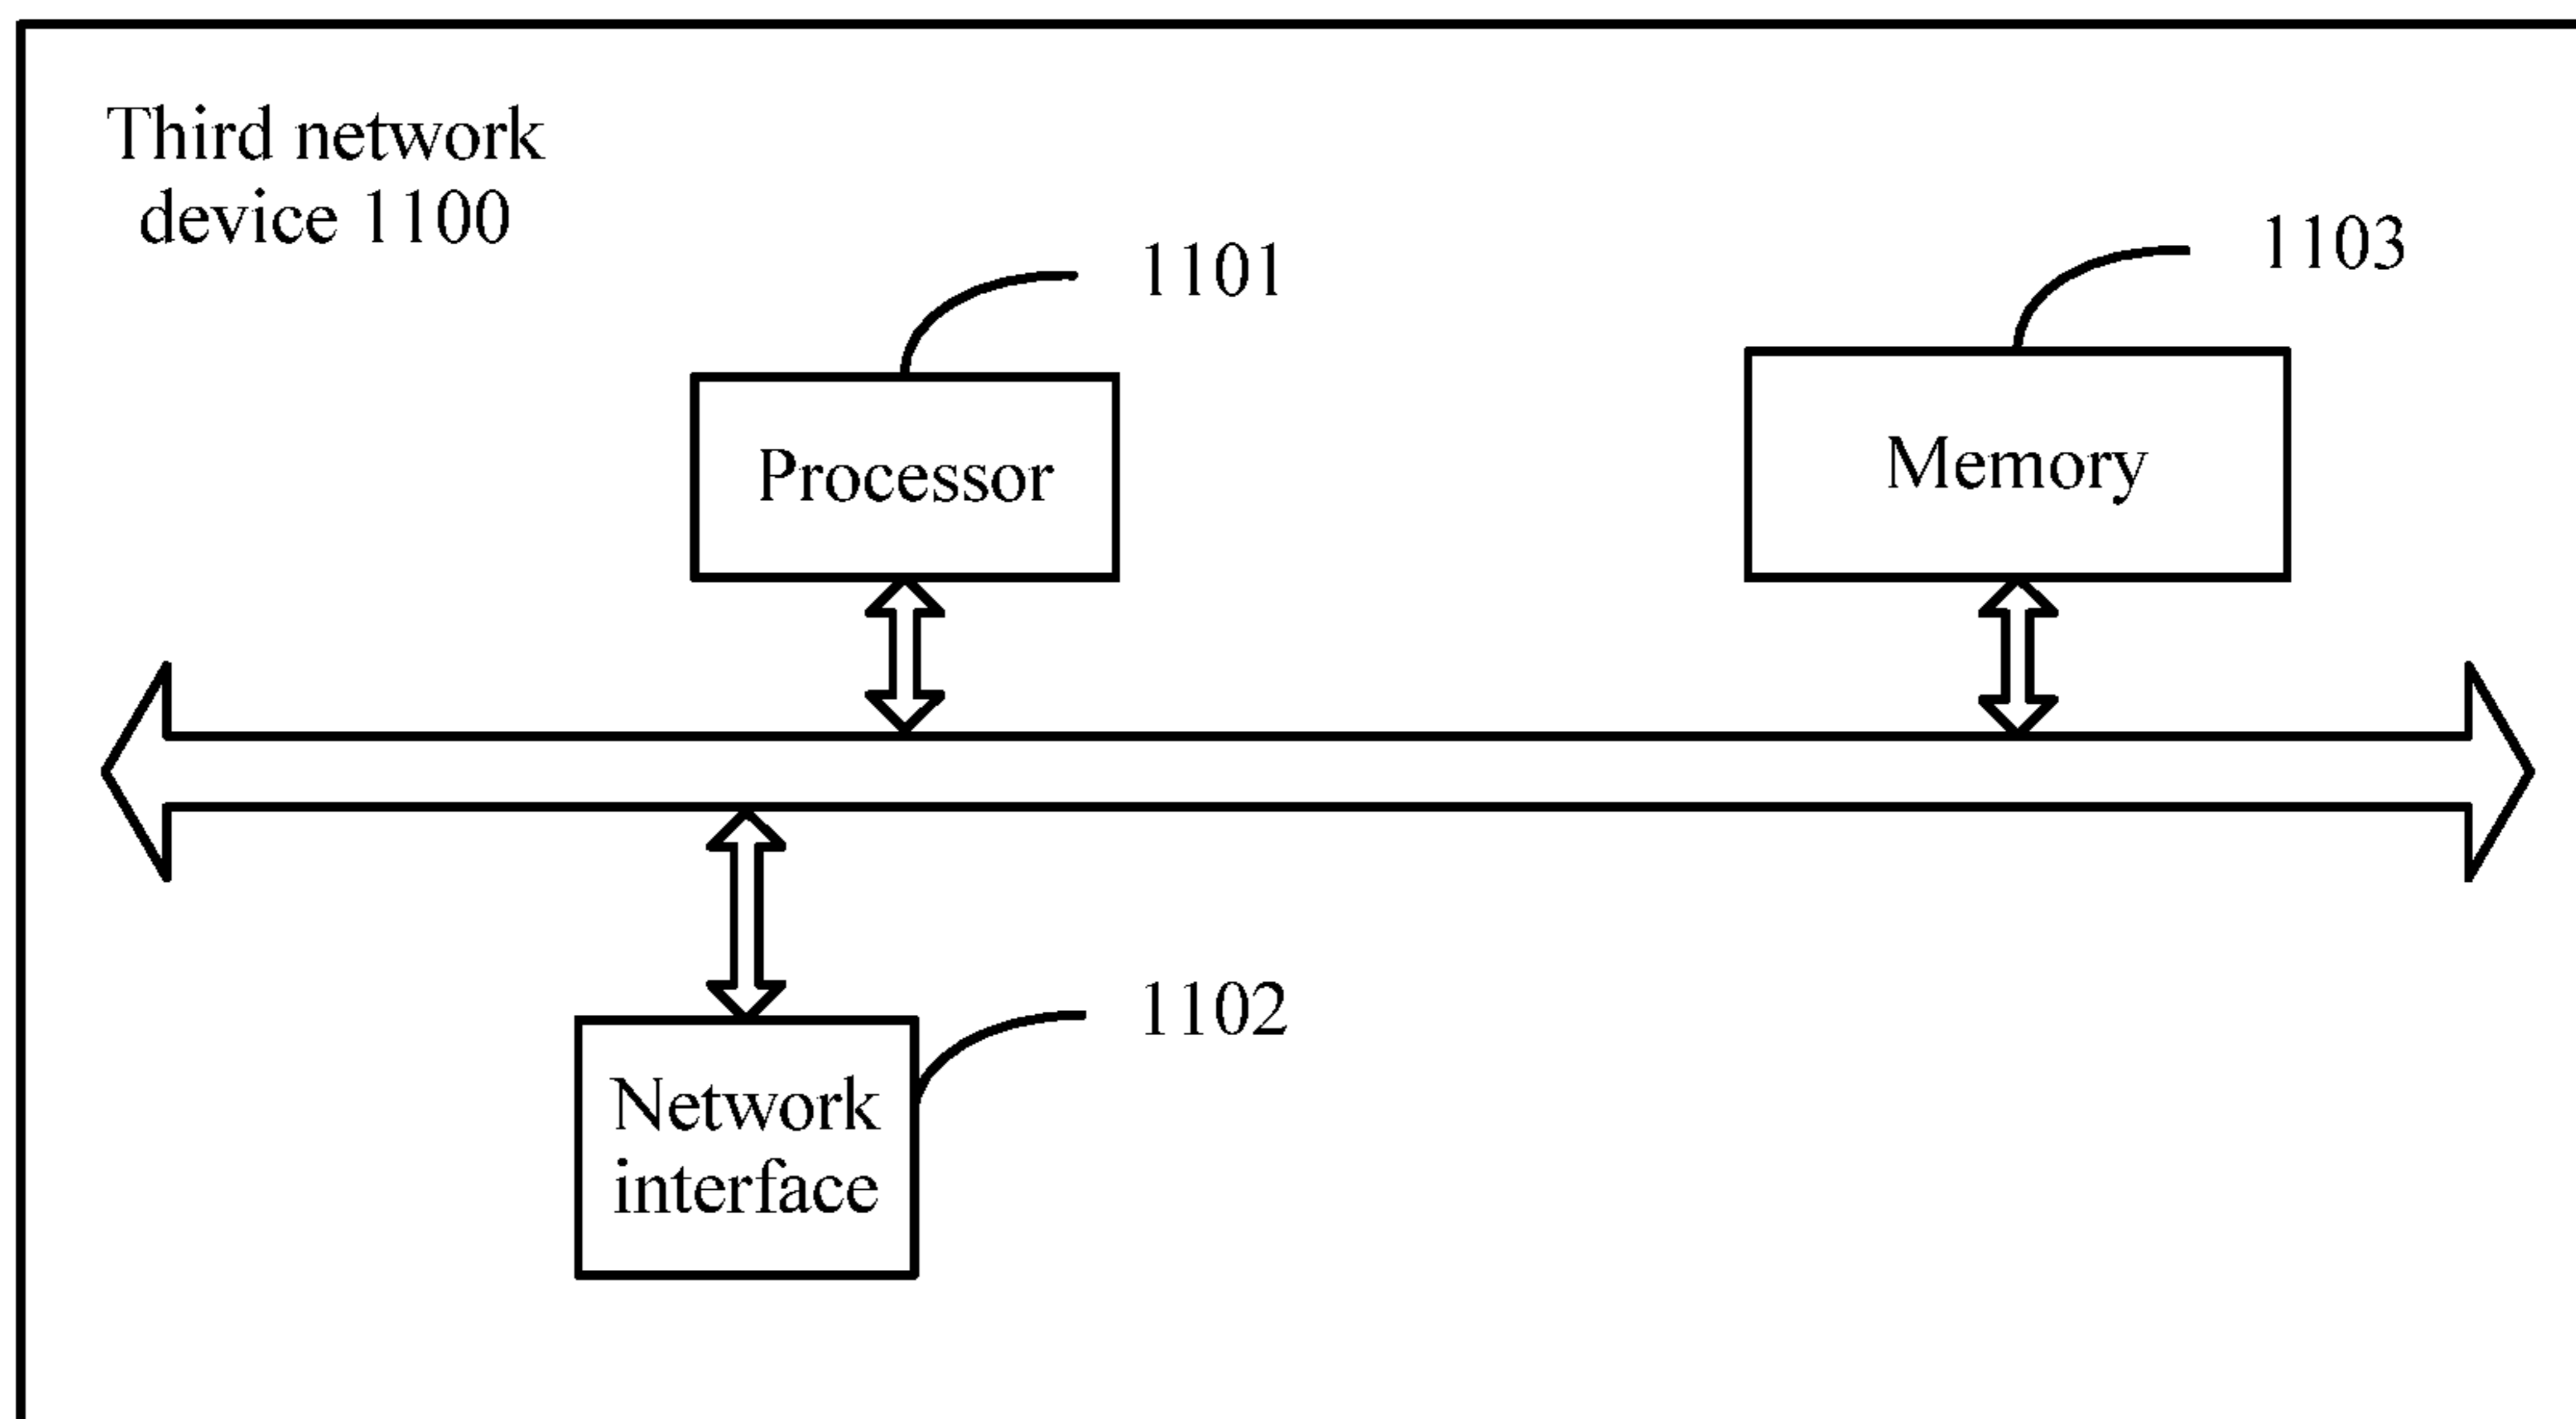 Third network
device 1100
1101
1103
Processor
Memory
1102
Network
interface